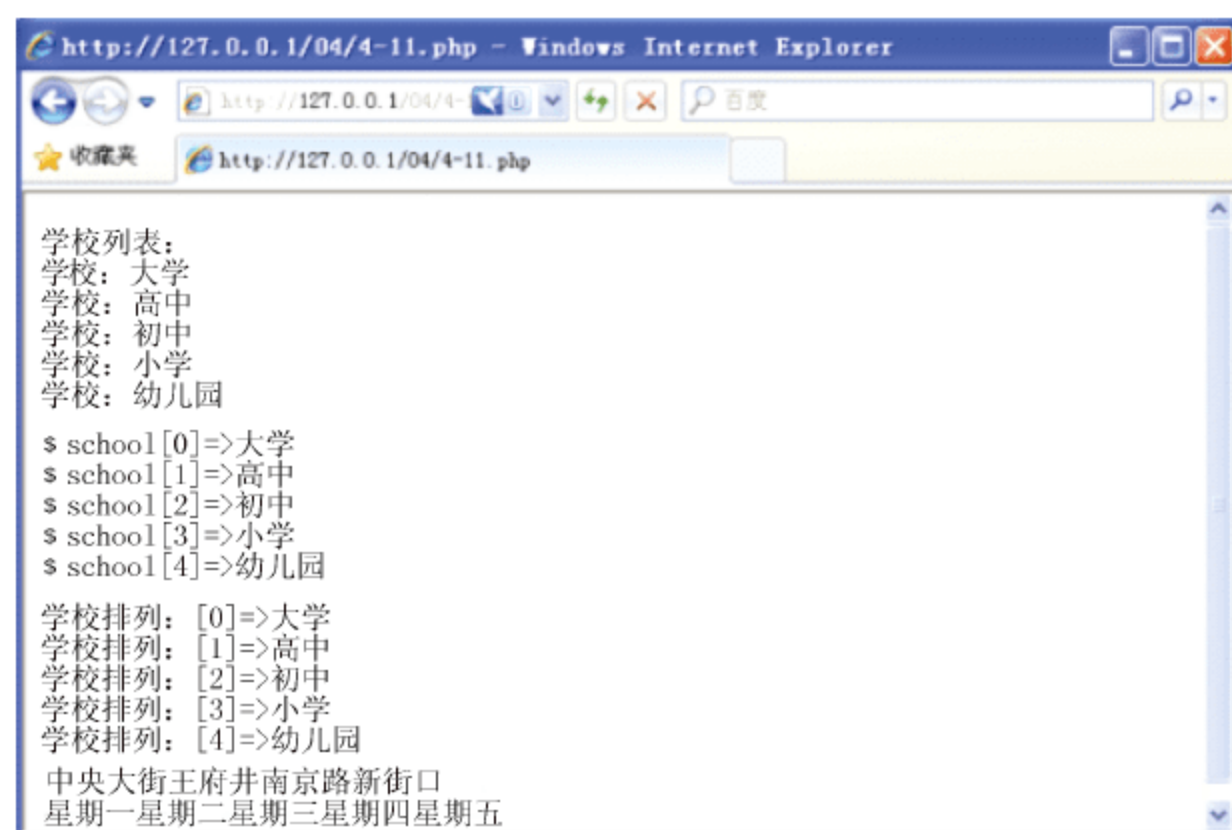 http://127.0.0.1/04/4-11.php - Windows Internet Explorer
http://127.0.0.1/04/4-
百度
收藏夹
http://127.0.0.1/04/4-11.php
学校列表：
学校：大学
学校：高中
学校：初中
学校：小学
学校：幼儿园
$ school[0]=>大学
$ school[1]=>高中
$ school[2]=>初中
$ school[3]=>小学
$ school[4]=>幼儿园
学校排列：[0]=>大学
学校排列：[1]=>高中
学校排列：[2]=>初中
学校排列：[3]=>小学
学校排列：[4]=>幼儿园
中央大街王府井南京路新街口
星期一星期二星期三星期四星期五